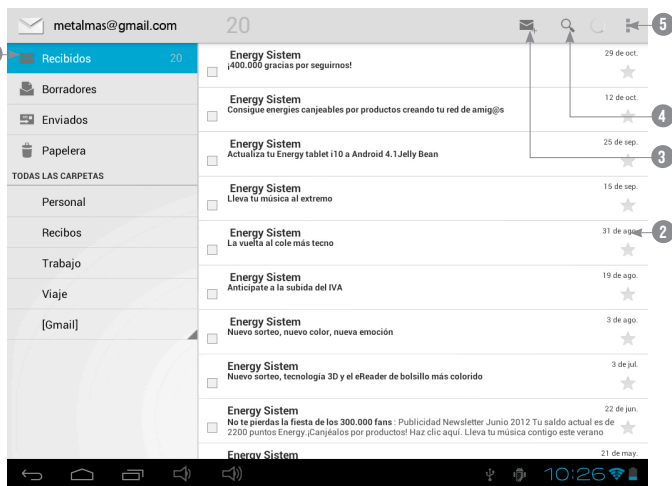 metalmas@gmail.com
20
5
Recibidos 20
Borradores
Enviados
Papelera
TODAS LAS CARPETAS
Personal
Recibos
Trabajo
Viaje
[Gmail]
Energy Sistem 29 de oct.
¡400.000 gracias por seguirnos!
Energy Sistem 12 de oct.
Consigue energies canjeables por productos creando tu red de amig@s
4
Energy Sistem 25 de sep.
Actualiza tu Energy tablet i10 a Android 4.1Jelly Bean
3
Energy Sistem 15 de sep.
Lleva tu música al extremo
Energy Sistem 31 de ago.
2
La vuelta al cole más tecno
Energy Sistem 19 de ago.
Anticípate a la subida del IVA
Energy Sistem 3 de ago.
Nuevo sorteo, nuevo color, nueva emoción
Energy Sistem 3 de jul.
Nuevo sorteo, tecnología 3D y el eReader de bolsillo más colorido
Energy Sistem 22 de jun.
No te pierdas la fiesta de los 300.000 fans : Publicidad Newsletter Junio 2012 Tu saldo actual es de
2200 puntos Energy.¡Canjéalos por productos! Haz clic aquí. Lleva tu música contigo este verano
Energy Sistem 21 de may.
10:26